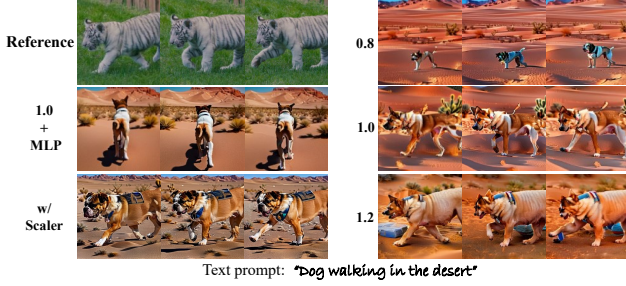 Reference
0.8
1.0
+
MLP
1.0
w/
Scaler
1.2
Text prompt: "Dog walking in the desert"